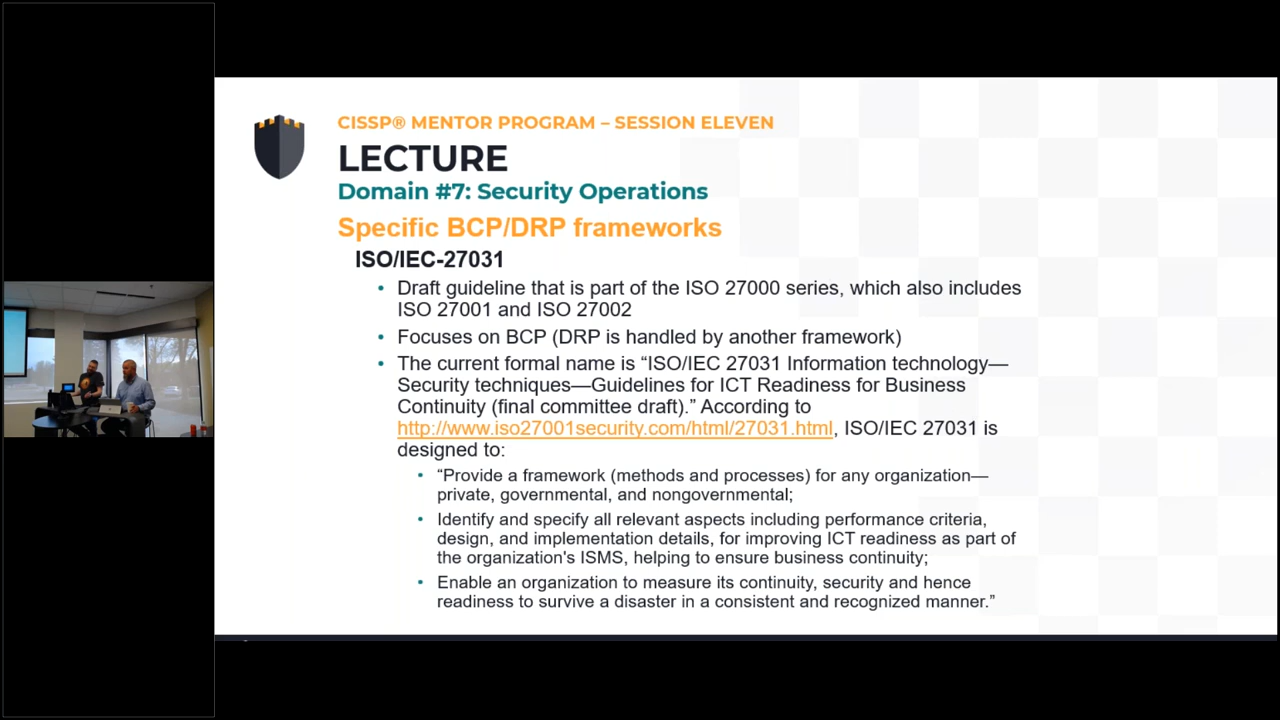 CISSP® MENTOR PROGRAM – SESSION ELEVEN
LECTURE
Domain #7: Security Operations
Specific BCP/DRP frameworks
ISO/IEC-27031
• Draft guideline that is part of the ISO 27000 series, which also includes
ISO 27001 and ISO 27002
• Focuses on BCP (DRP is handled by another framework)
• The current formal name is “ISO/IEC 27031 Information technology—
Security techniques—Guidelines for ICT Readiness for Business
Continuity (final committee draft).” According to
http://www.iso27001security.com/html/27031.html, ISO/IEC 27031 is
designed to:
• “Provide a framework (methods and processes) for any organization—
private, governmental, and nongovernmental;
• Identify and specify all relevant aspects including performance criteria,
design, and implementation details, for improving ICT readiness as part of
the organization's ISMS, helping to ensure business continuity;
• Enable an organization to measure its continuity, security and hence
readiness to survive a disaster in a consistent and recognized manner.”